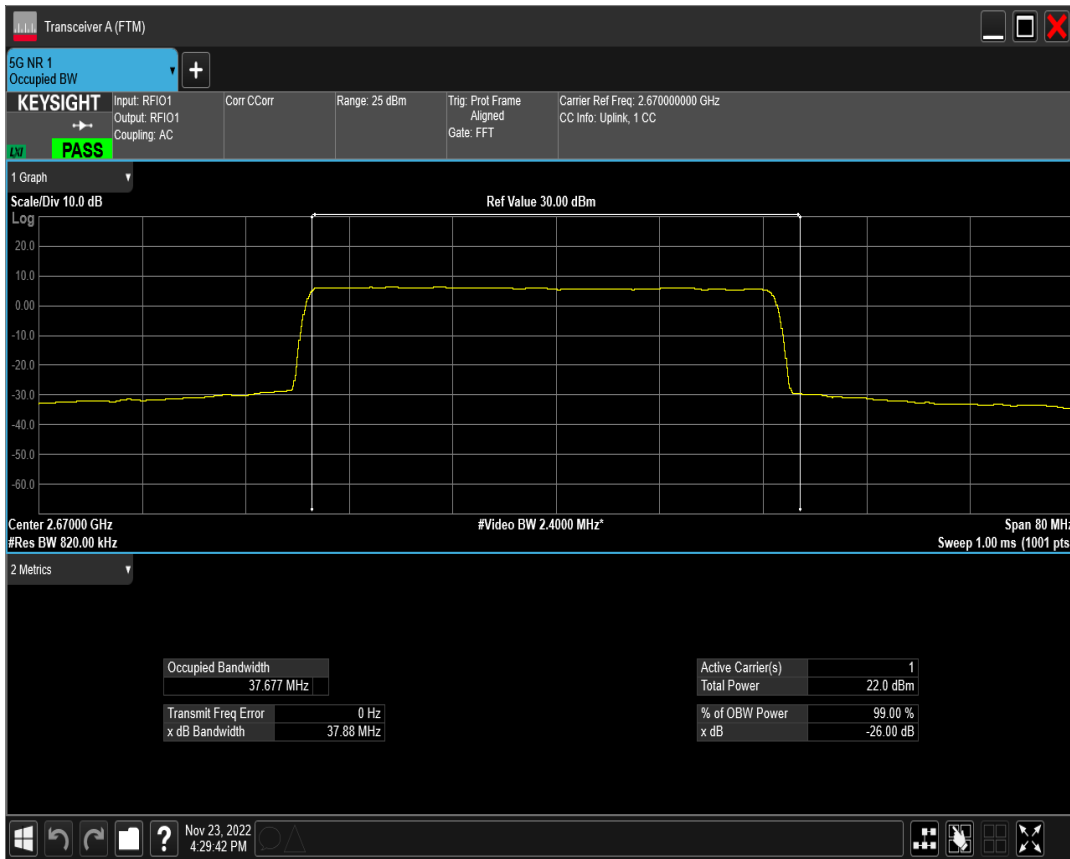 Transceiver A (FTM)
5G NR 1
Occupied BW
+
KEYSIGHT
LXI
PASS
Input: RFIO1
Output: RFIO1
Coupling: AC
Corr CCorr
Range: 25 dBm
Trig: Prot Frame
Aligned
Gate: FFT
Carrier Ref Freq: 2.670000000 GHz
CC Info: Uplink, 1 CC
1 Graph
Scale/Div 10.0 dB
Ref Value 30.00 dBm
Log
20.0
10.0
0.00
-10.0
-20.0
-30.0
-40.0
-50.0
-60.0
Center 2.67000 GHz
#Video BW 2.4000 MHz*
Span 80 MHz
#Res BW 820.00 kHz
Sweep 1.00 ms (1001 pts
2 Metrics
Occupied Bandwidth
37.677 MHz
Transmit Freq Error 0 Hz
x dB Bandwidth 37.88 MHz
Active Carrier(s) 1
Total Power 22.0 dBm
% of OBW Power 99.00 %
x dB -26.00 dB
?
Nov 23, 2022
4:29:42 PM